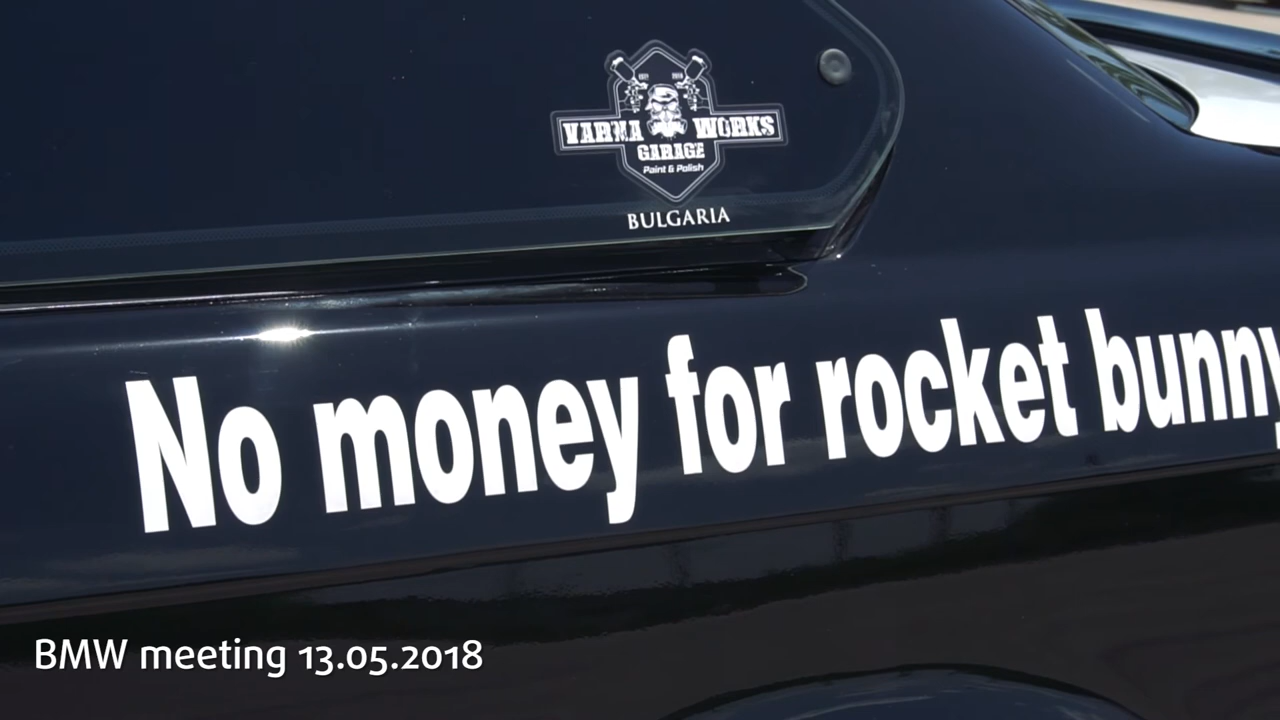 VARNA WORKS
GARAGE
Paint & Polish
BULGARIA
No money for rocket bunny
BMW meeting 13.05.2018